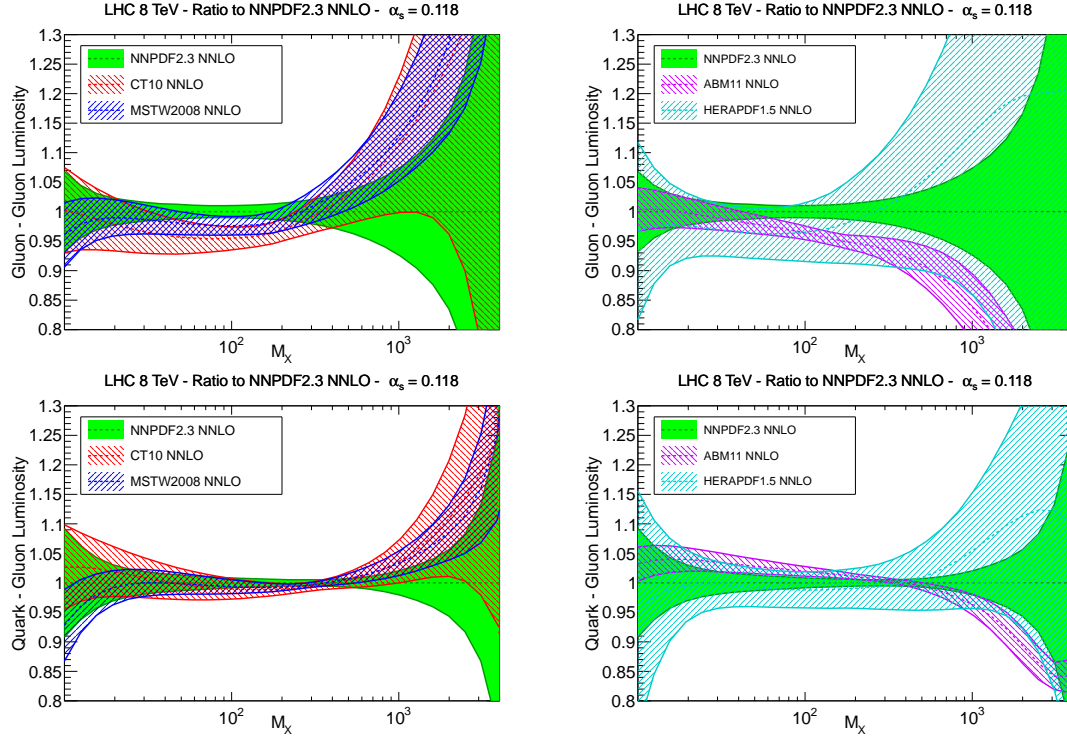 LHC 8 TeV - Ratio to NNPDF2.3 NNLO - αs = 0.118
1.3
1.25
1.2
1.15
1.1
1.05
1
0.95
0.9
0.85
0.8
Gluon - Gluon Luminosity
NNPDF2.3 NNLO
CT10 NNLO
MSTW2008 NNLO
10
10²
10³
M_X
LHC 8 TeV - Ratio to NNPDF2.3 NNLO - αs = 0.118
1.3
1.25
1.2
1.15
1.1
1.05
1
0.95
0.9
0.85
0.8
Gluon - Gluon Luminosity
NNPDF2.3 NNLO
ABM11 NNLO
HERAPDF1.5 NNLO
10
10²
10³
M_X
LHC 8 TeV - Ratio to NNPDF2.3 NNLO - αs = 0.118
1.3
1.25
1.2
1.15
1.1
1.05
1
0.95
0.9
0.85
0.8
Quark - Gluon Luminosity
NNPDF2.3 NNLO
CT10 NNLO
MSTW2008 NNLO
10
10²
10³
M_X
LHC 8 TeV - Ratio to NNPDF2.3 NNLO - αs = 0.118
1.3
1.25
1.2
1.15
1.1
1.05
1
0.95
0.9
0.85
0.8
Quark - Gluon Luminosity
NNPDF2.3 NNLO
ABM11 NNLO
HERAPDF1.5 NNLO
10
10²
10³
M_X